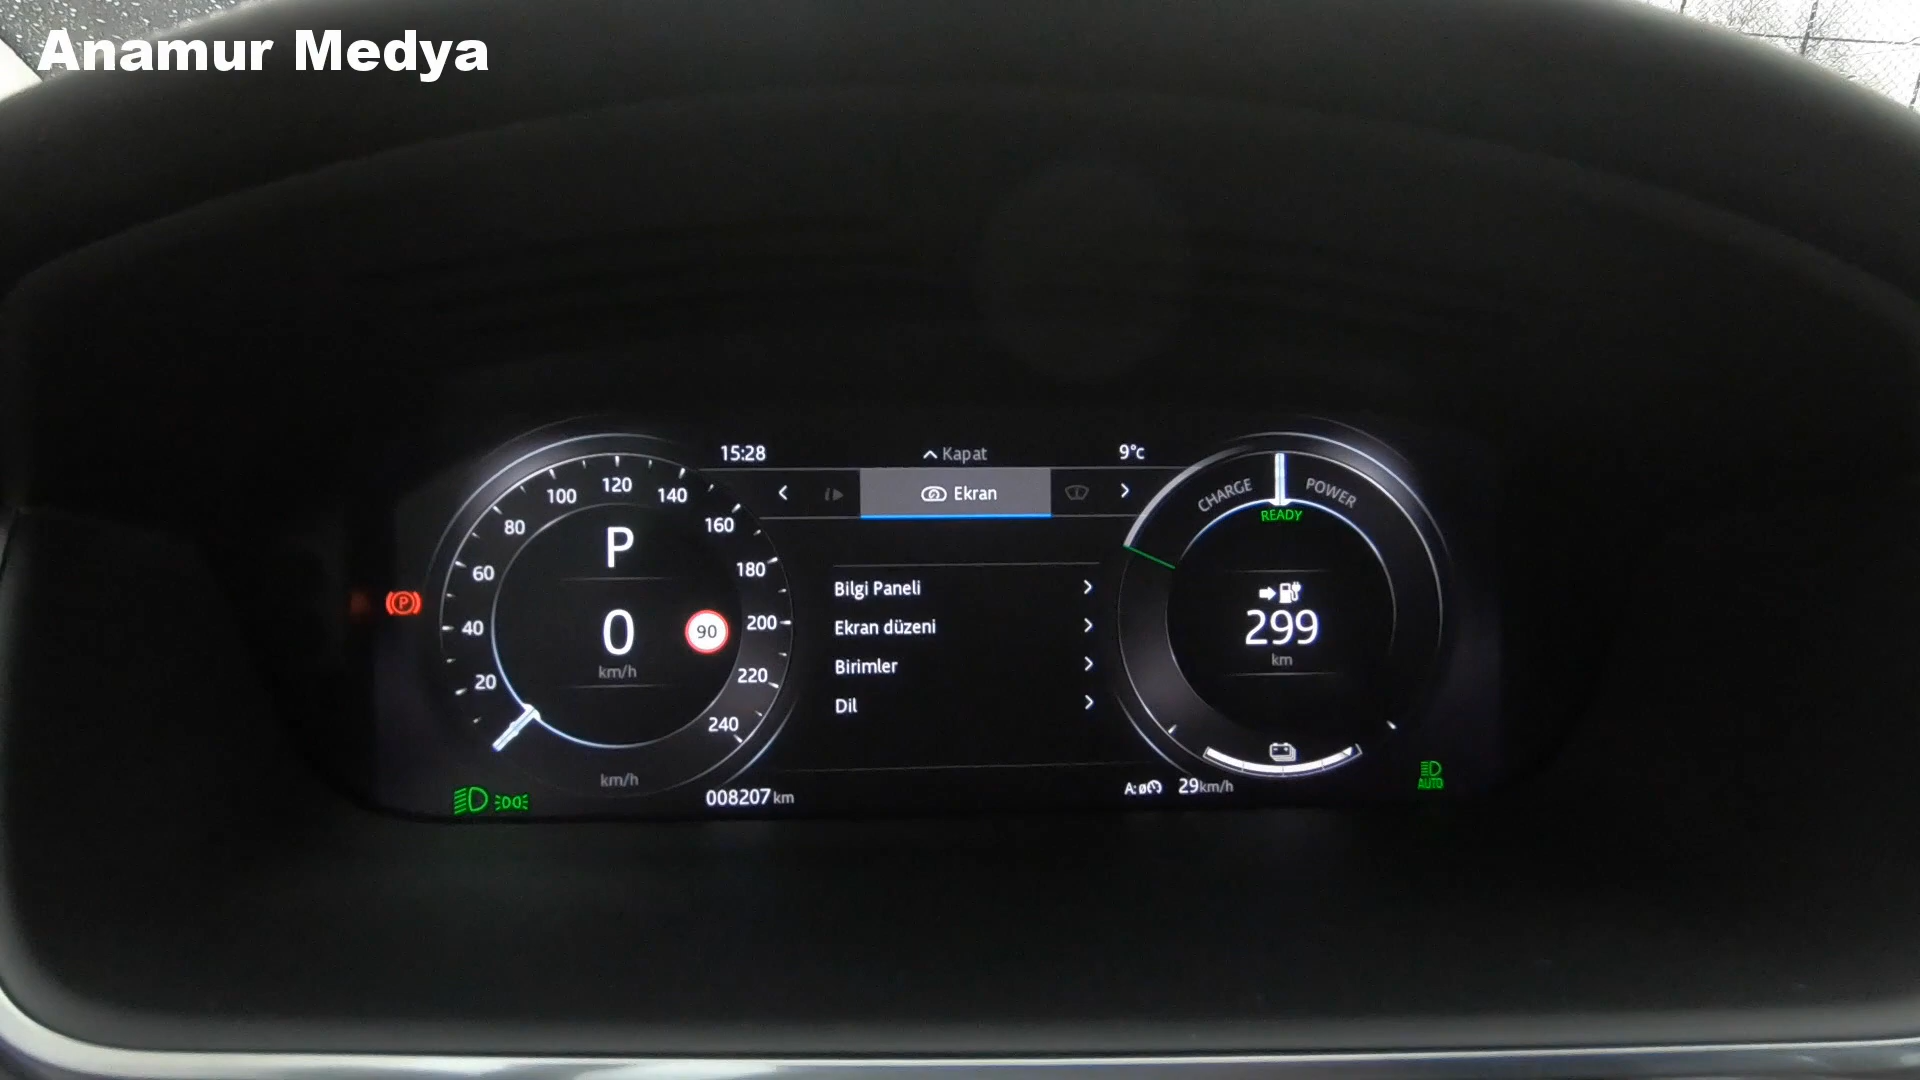 Anamur Medya
15:28
Kapat
9°c
Ekran
Bilgi Paneli
Ekran düzeni
Birimler
Dil
20
40
60
80
100
120
140
160
180
200
220
240
P
0
km/h
90
km/h
008207 km
CHARGE
POWER
READY
299
km
A:ø 29km/h
AUTO
P